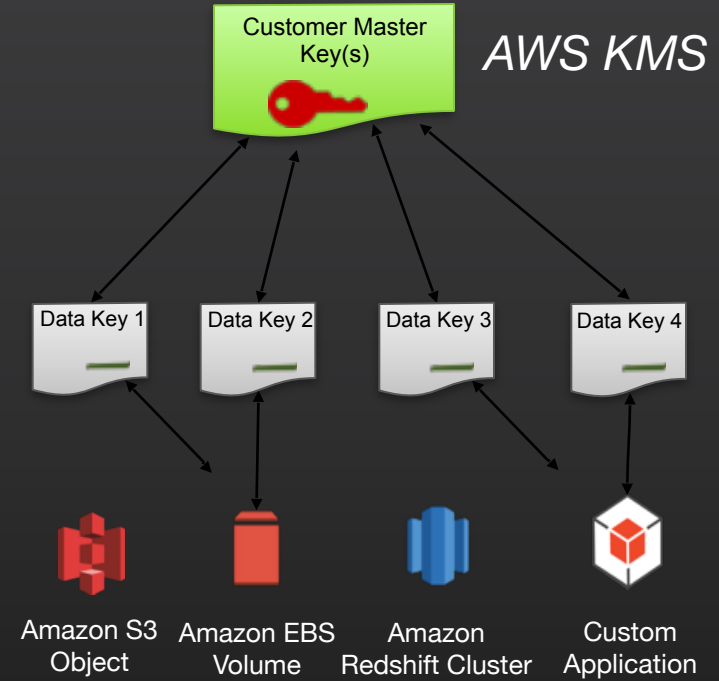 Customer Master
Key(s)
AWS KMS
Data Key 1
Data Key 2
Data Key 3
Data Key 4
Amazon S3
Object
Amazon EBS
Volume
Amazon
Redshift Cluster
Custom
Application